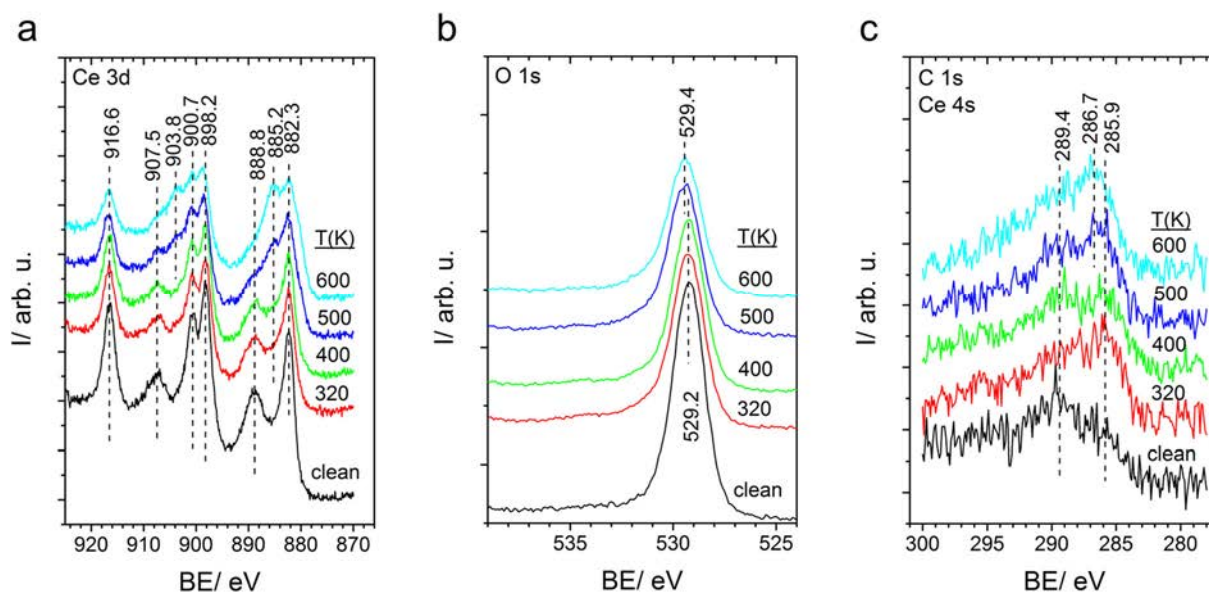 a
Ce 3d
916.6
907.5
903.8
900.7
898.2
888.8
885.2
882.3
T(K)
600
500
400
320
clean
I/ arb. u.
920 910 900 890 880 870
BE/ eV
b
O 1s
529.4
T(K)
600
500
400
320
529.2
clean
I/ arb. u.
535 530 525
BE/ eV
c
C 1s
Ce 4s
289.4
286.7
285.9
T(K)
600
500
400
320
clean
I/ arb. u.
300 295 290 285 280
BE/ eV